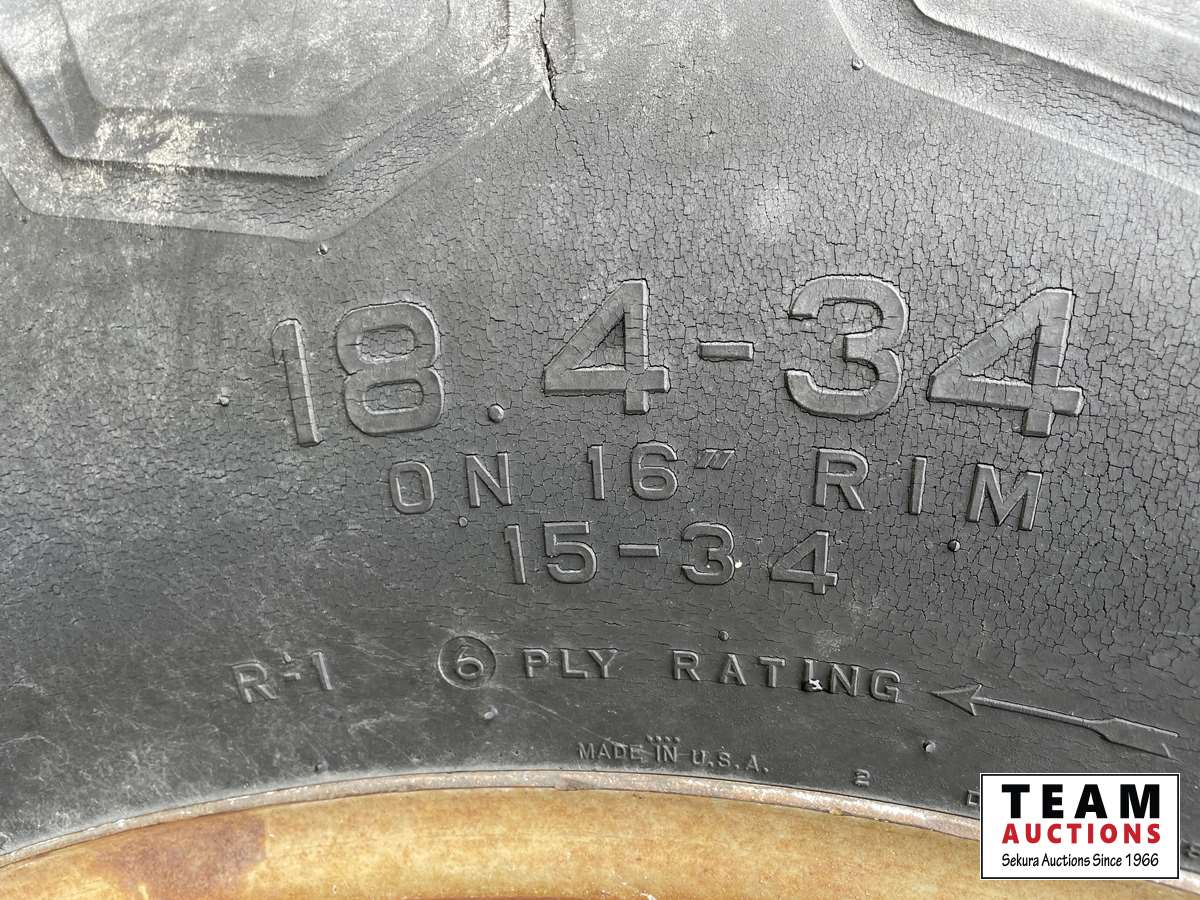 18.4-34
ON 16" RIM
15-34
R-1 6 PLY RATING
MADE IN U.S.A.
2
TEAM
AUCTIONS
Sekura Auctions Since 1966